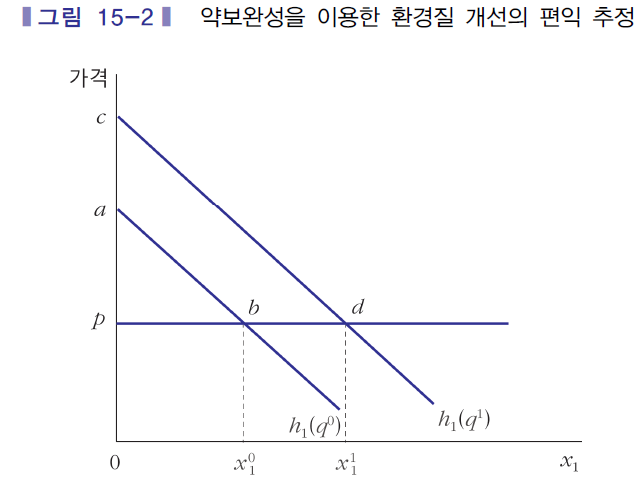 그림 15-2 약보완성을 이용한 환경질 개선의 편익 추정
가격
c
a
b
d
p
h₁(q⁰)
h₁(q¹)
0
x₁⁰
x₁¹
x₁